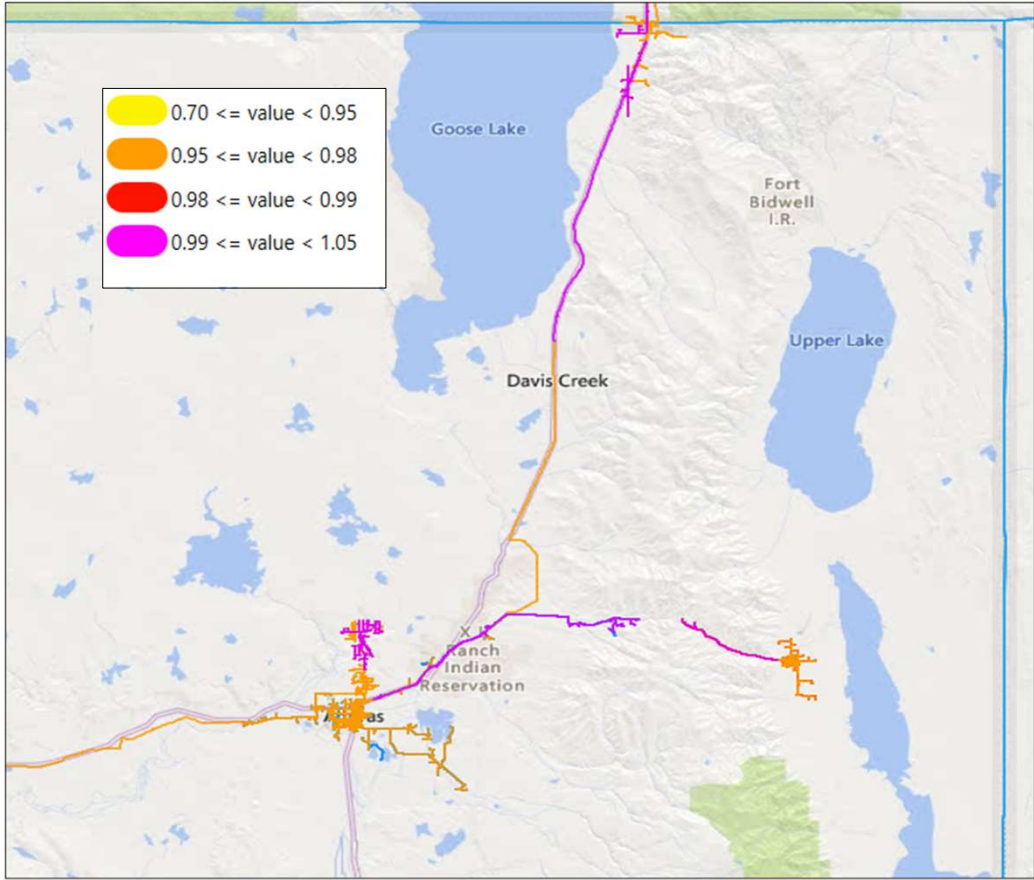 0.70 <= value < 0.95
0.95 <= value < 0.98
0.98 <= value < 0.99
0.99 <= value < 1.05
Goose Lake
Fort
Bidwell
I.R.
Upper Lake
Davis Creek
Ranch
Indian
Reservation